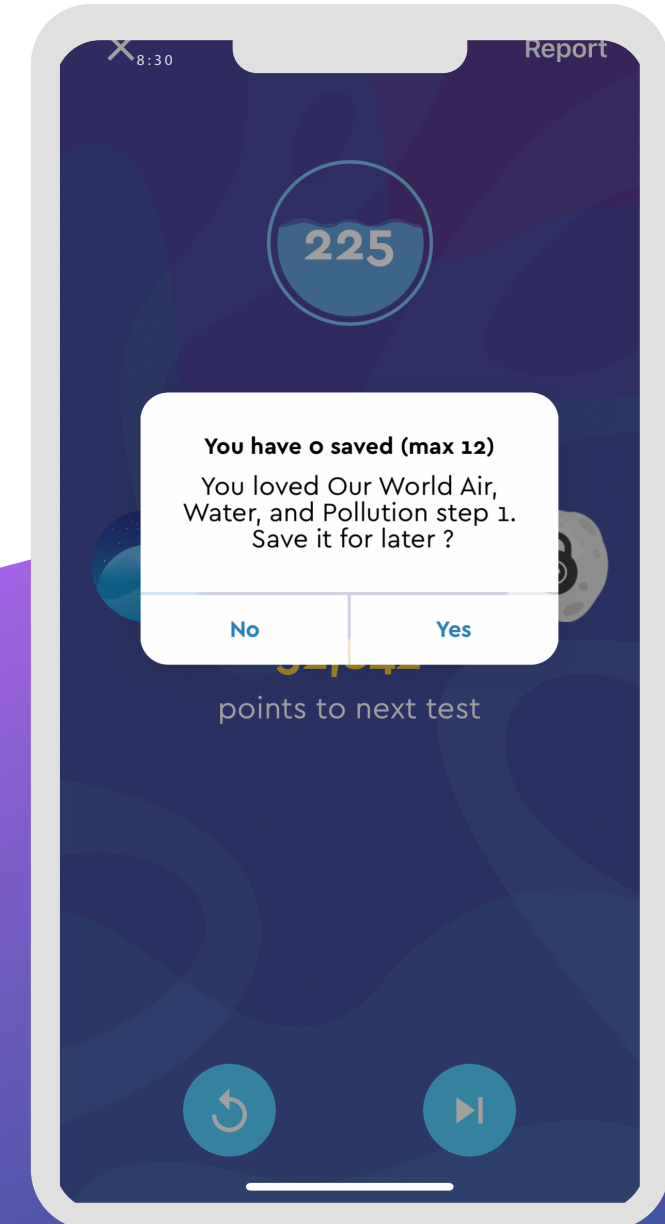 8:30
Report
225
You have 0 saved (max 12)
You loved Our World Air,
Water, and Pollution step 1.
Save it for later ?
No
Yes
points to next test